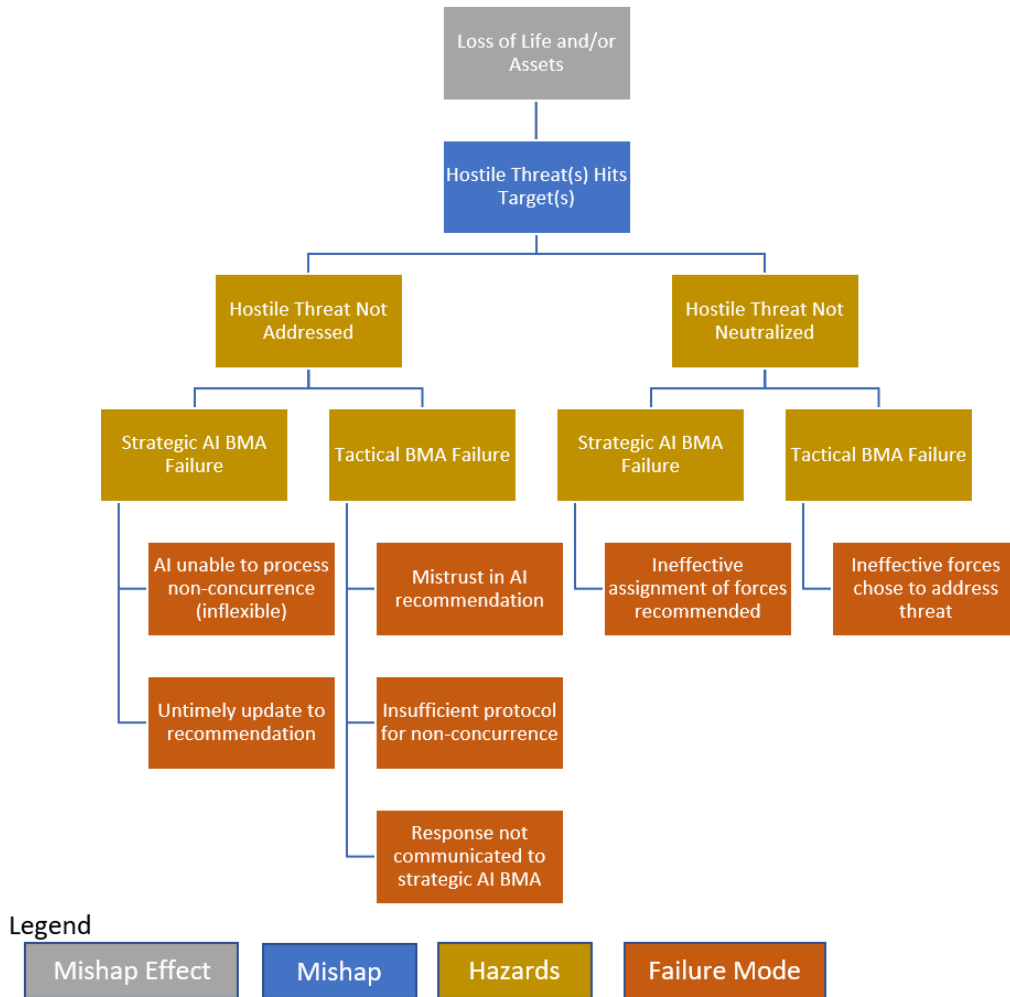 Loss of Life and/or
Assets
Hostile Threat(s) Hits
Target(s)
Hostile Threat Not
Addressed
Hostile Threat Not
Neutralized
Strategic AI BMA
Failure
Tactical BMA Failure
Strategic AI BMA
Failure
Tactical BMA Failure
AI unable to process
non-concurrence
(inflexible)
Mistrust in AI
recommendation
Ineffective
assignment of forces
recommended
Ineffective forces
chose to address
threat
Untimely update to
recommendation
Insufficient protocol
for non-concurrence
Response not
communicated to
strategic AI BMA
Legend
Mishap Effect
Mishap
Hazards
Failure Mode